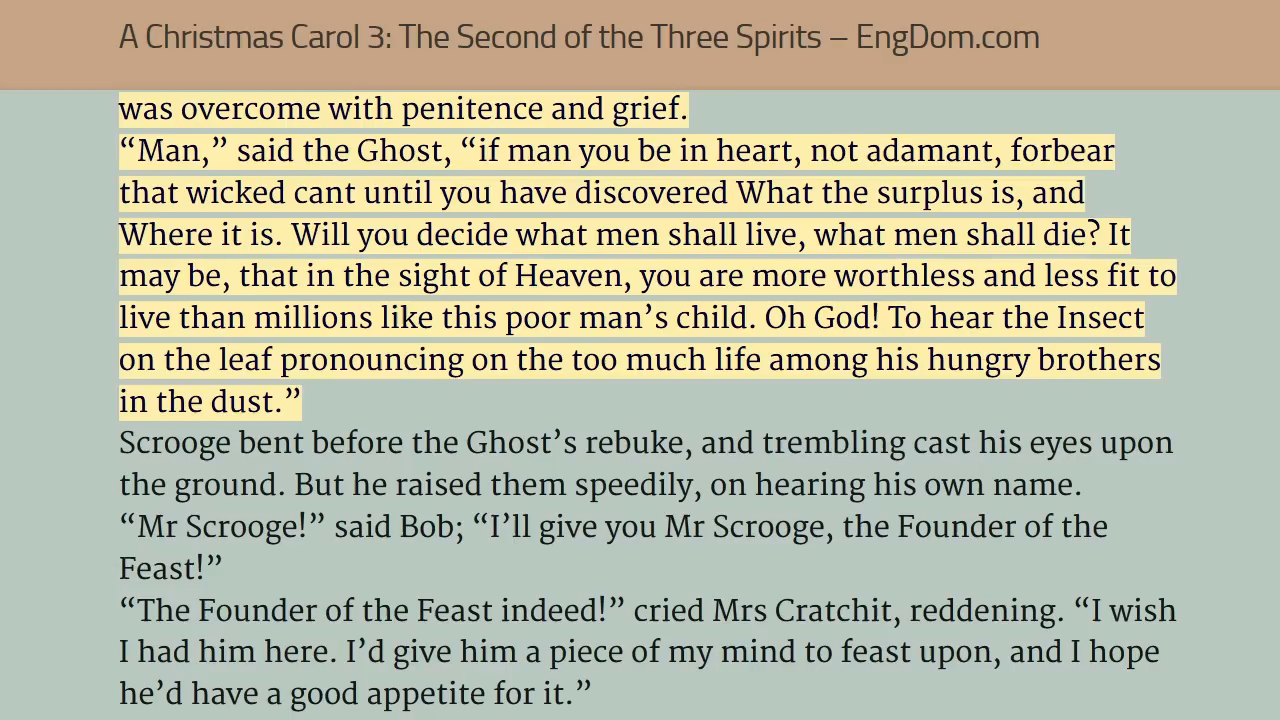 A Christmas Carol 3: The Second of the Three Spirits – EngDom.com
was overcome with penitence and grief.
“Man,” said the Ghost, “if man you be in heart, not adamant, forbear
that wicked cant until you have discovered What the surplus is, and
Where it is. Will you decide what men shall live, what men shall die? It
may be, that in the sight of Heaven, you are more worthless and less fit to
live than millions like this poor man’s child. Oh God! To hear the Insect
on the leaf pronouncing on the too much life among his hungry brothers
in the dust.”
Scrooge bent before the Ghost’s rebuke, and trembling cast his eyes upon
the ground. But he raised them speedily, on hearing his own name.
“Mr Scrooge!” said Bob; “I’ll give you Mr Scrooge, the Founder of the
Feast!”
“The Founder of the Feast indeed!” cried Mrs Cratchit, reddening. “I wish
I had him here. I’d give him a piece of my mind to feast upon, and I hope
he’d have a good appetite for it.”